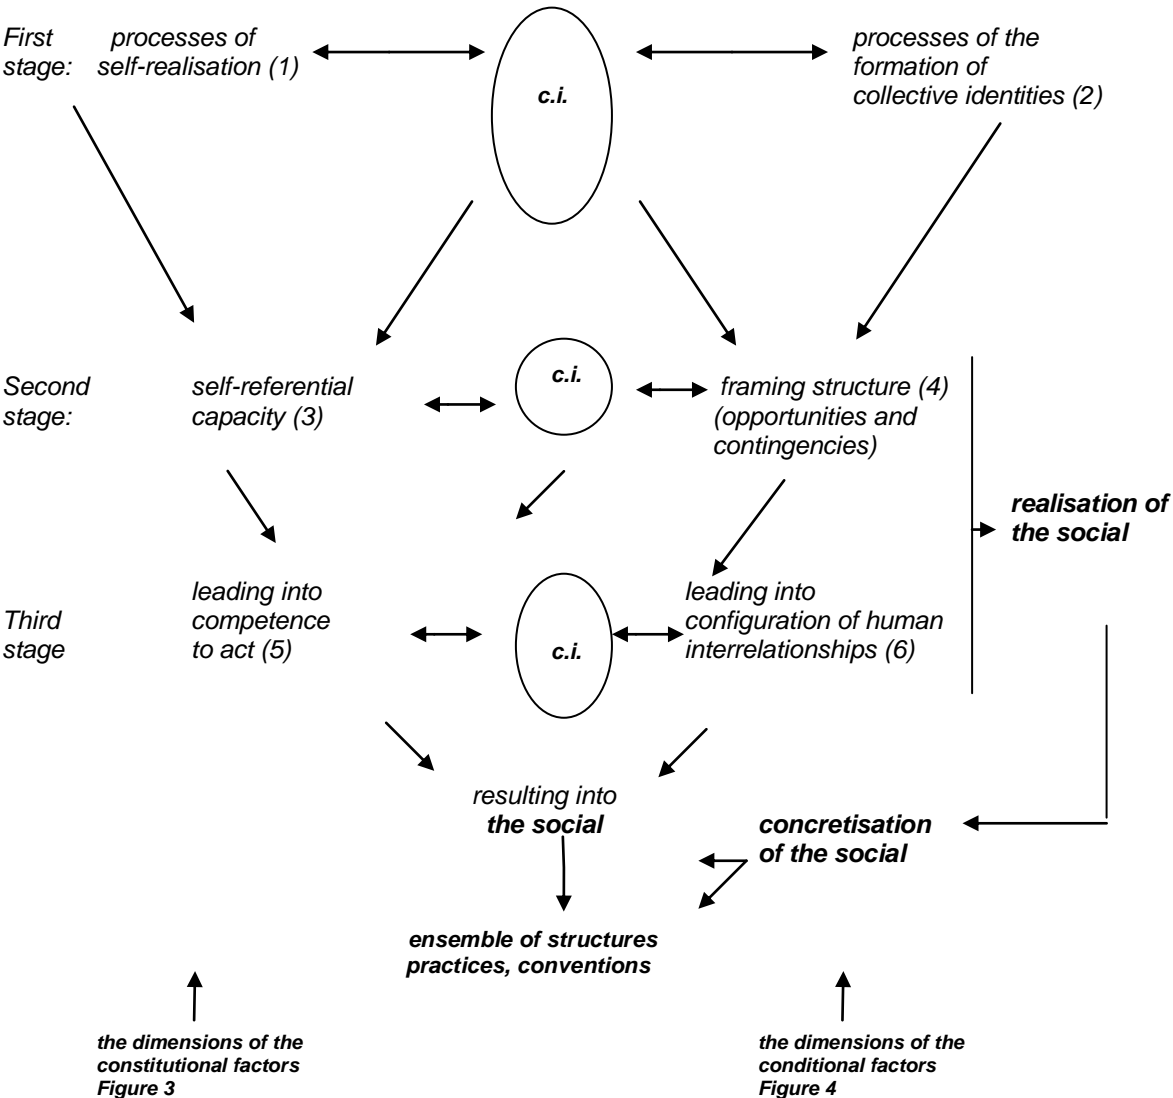 First
stage:
processes of
self-realisation (1)
c.i.
processes of the
formation of
collective identities (2)
Second
stage:
self-referential
capacity (3)
c.i.
framing structure (4)
(opportunities and
contingencies)
realisation of
the social
Third
stage
leading into
competence
to act (5)
c.i.
leading into
configuration of human
interrelationships (6)
resulting into
the social
concretisation
of the social
ensemble of structures
practices, conventions
the dimensions of the
constitutional factors
Figure 3
the dimensions of the
conditional factors
Figure 4